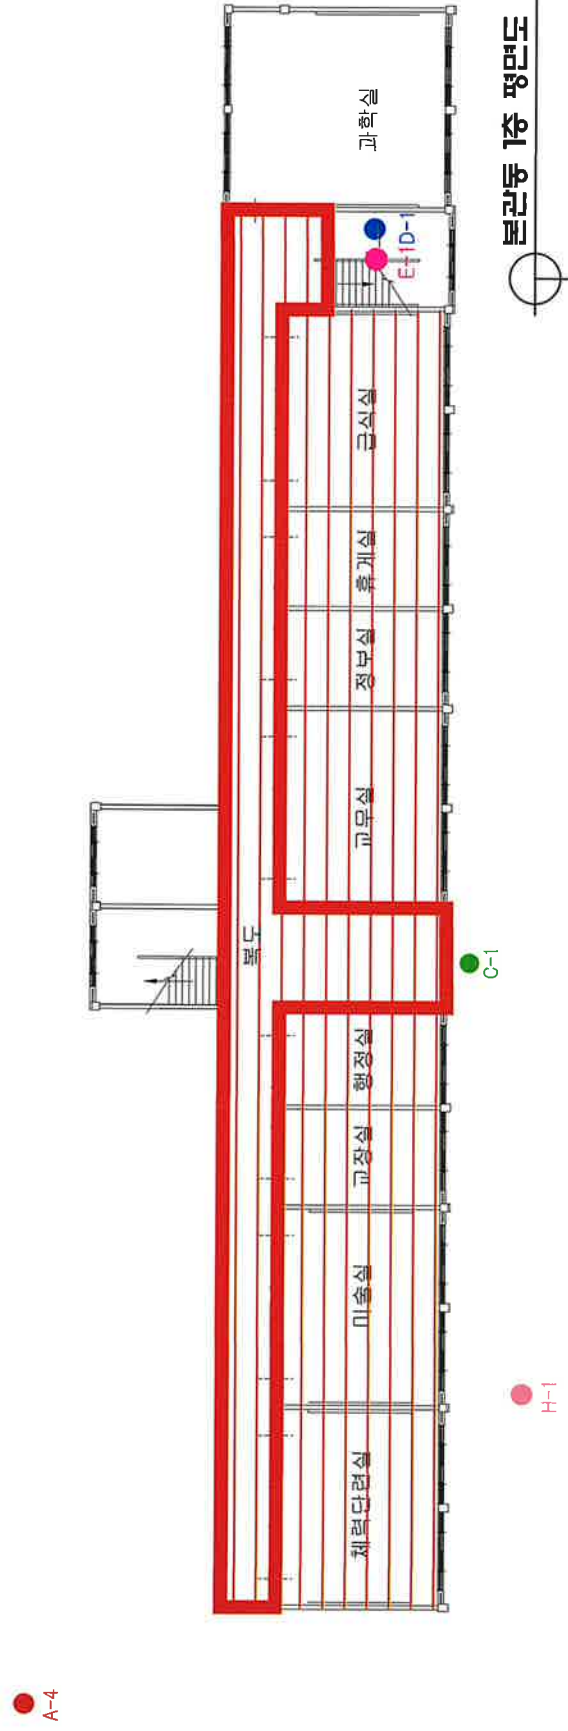 본관동 1층 평면도
과학실
E-1
D-1
급식실
휴게실
정부실
교무실
복도
C-1
행정실
교장실
미술실
체력단련실
H-1
A-4